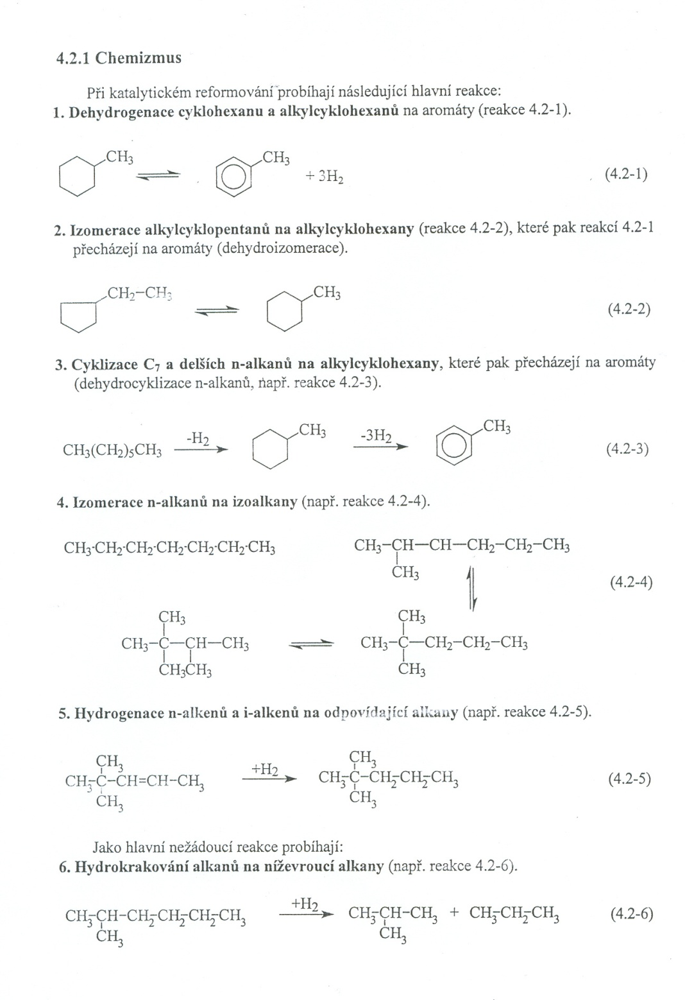 4.2.1 Chemizmus
Při katalytickém reformování probíhají následující hlavní reakce:
1. Dehydrogenace cyklohexanu a alkylcyklohexanů na aromáty (reakce 4.2-1).
CH₃ CH₃ + 3H₂ (4.2-1)
2. Izomerace alkylcyklopentanů na alkylcyklohexany (reakce 4.2-2), které pak reakcí 4.2-1
přecházejí na aromáty (dehydroizomerace).
CH₂-CH₃ CH₃ (4.2-2)
3. Cyklizace C₇ a delších n-alkanů na alkylcyklohexany, které pak přecházejí na aromáty
(dehydrocyklizace n-alkanů, např. reakce 4.2-3).
CH₃(CH₂)₅CH₃ -H₂ CH₃ -3H₂ CH₃ (4.2-3)
4. Izomerace n-alkanů na izoalkany (např. reakce 4.2-4).
CH₃-CH₂-CH₂-CH₂-CH₂-CH₂-CH₃ CH₃-CH-CH-CH₂-CH₂-CH₃
CH₃
(4.2-4)
CH₃ CH₃
CH₃-C-CH-CH₃ CH₃-C-CH₂-CH₂-CH₃
CH₃CH₃ CH₃
5. Hydrogenace n-alkenů a i-alkenů na odpovídající alkany (např. reakce 4.2-5).
CH₃ CH₃
CH₃-C-CH=CH-CH₃ +H₂ CH₃-C-CH₂-CH₂-CH₃ (4.2-5)
CH₃ CH₃
Jako hlavní nežádoucí reakce probíhají:
6. Hydrokrakování alkanů na níževroucí alkany (např. reakce 4.2-6).
CH₃-CH-CH₂-CH₂-CH₂-CH₃ +H₂ CH₃-CH-CH₃ + CH₃-CH₂-CH₃ (4.2-6)
CH₃ CH₃